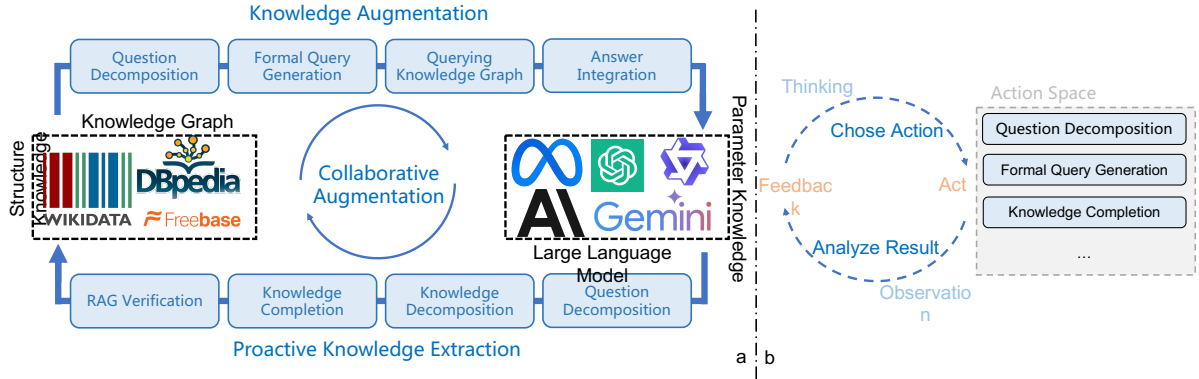 Knowledge Augmentation
Question
Decomposition
Formal Query
Generation
Querying
Knowledge Graph
Answer
Integration
Structure
Knowledge
Knowledge Graph
WIKIDATA
DBpedia
Freebase
Collaborative
Augmentation
AI
Gemini
Large Language
Model
Parameter Knowledge
RAG Verification
Knowledge
Completion
Knowledge
Decomposition
Question
Decomposition
Proactive Knowledge Extraction
a
b
Thinking
Chose Action
Feedbac
k
Act
Analyze Result
Observatio
n
Action Space
Question Decomposition
Formal Query Generation
Knowledge Completion
...